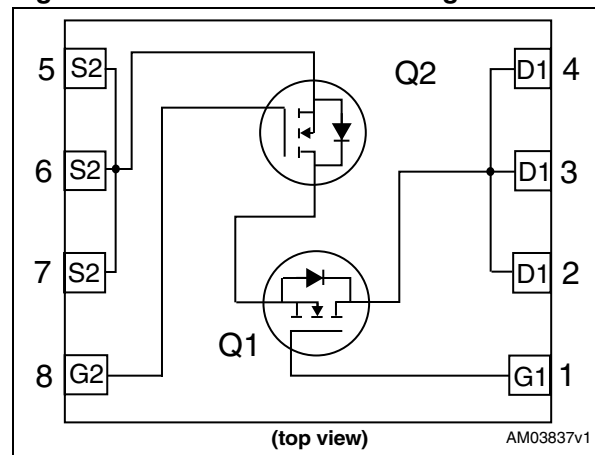 5 S2 Q2 D1 4
6 S2 D1 3
7 S2 D1 2
Q1
8 G2 G1 1
(top view) AM03837v1